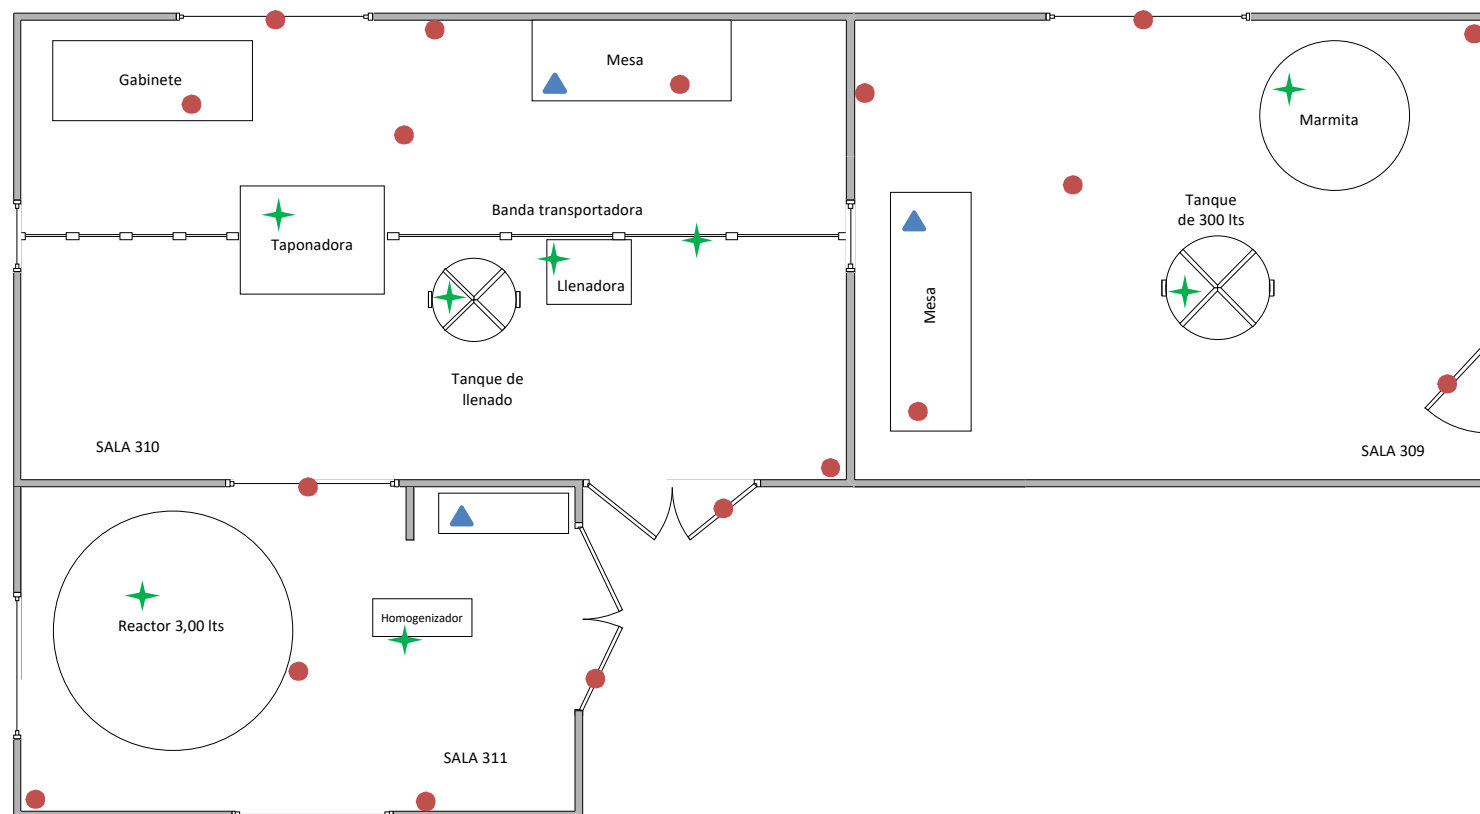 Gabinete
Mesa
Marmita
Banda transportadora
Tanque
de 300 lts
Taponadora
Llenadora
Mesa
Tanque de
llenado
SALA 310
SALA 309
Homogenizador
Reactor 3,00 lts
SALA 311